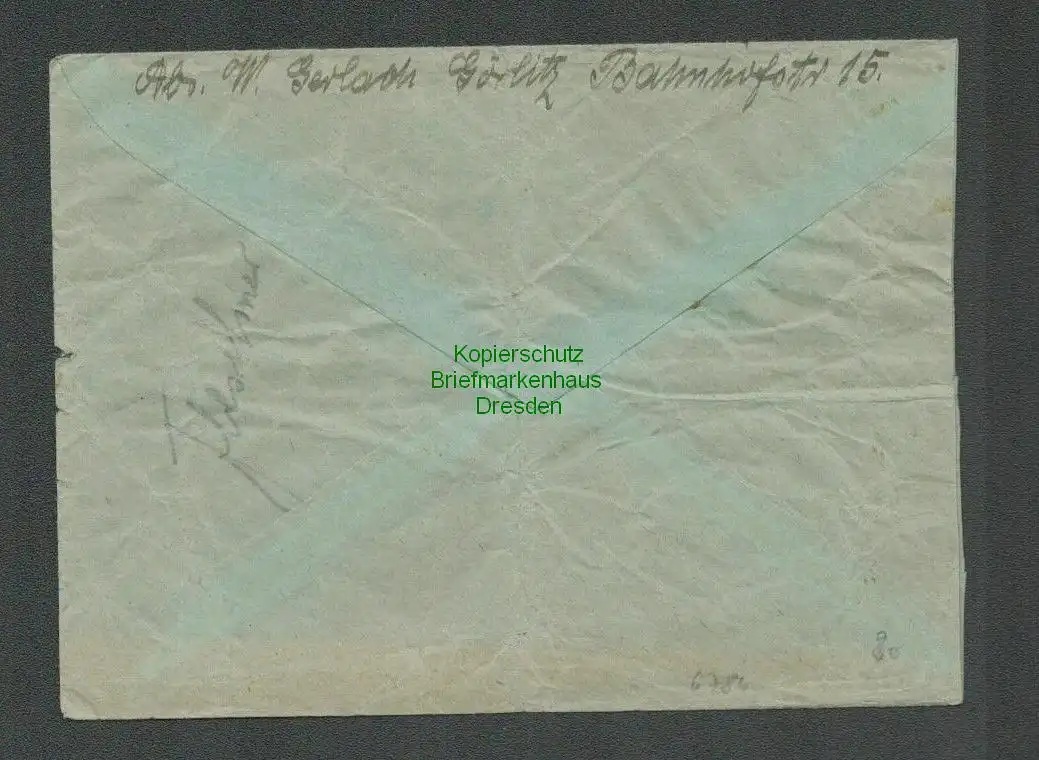 Abs. W. Gerlach Görlitz Bahnhofstr 15.
Kopierschutz
Briefmarkenhaus
Dresden